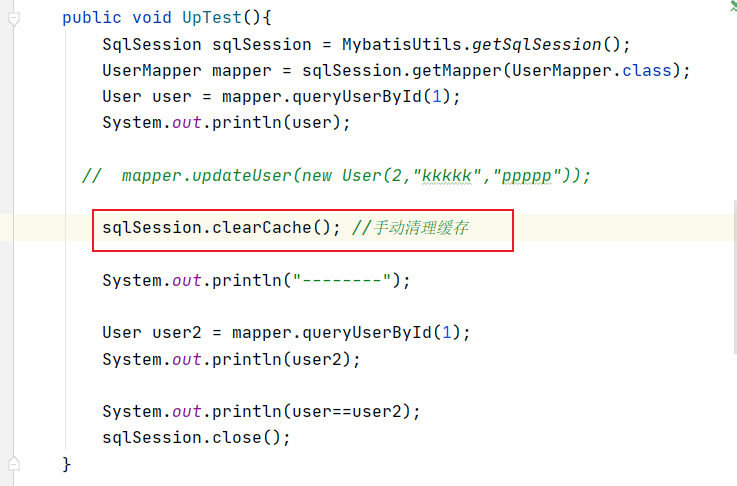 public void UpTest(){
SqlSession sqlSession = MybatisUtils.getSqlSession();
UserMapper mapper = sqlSession.getMapper(UserMapper.class);
User user = mapper.queryUserById(1);
System.out.println(user);
//  mapper.updateUser(new User(2,"kkkkk","ppppp"));
sqlSession.clearCache(); //手动清理缓存
System.out.println("--------");
User user2 = mapper.queryUserById(1);
System.out.println(user2);
System.out.println(user==user2);
sqlSession.close();
}